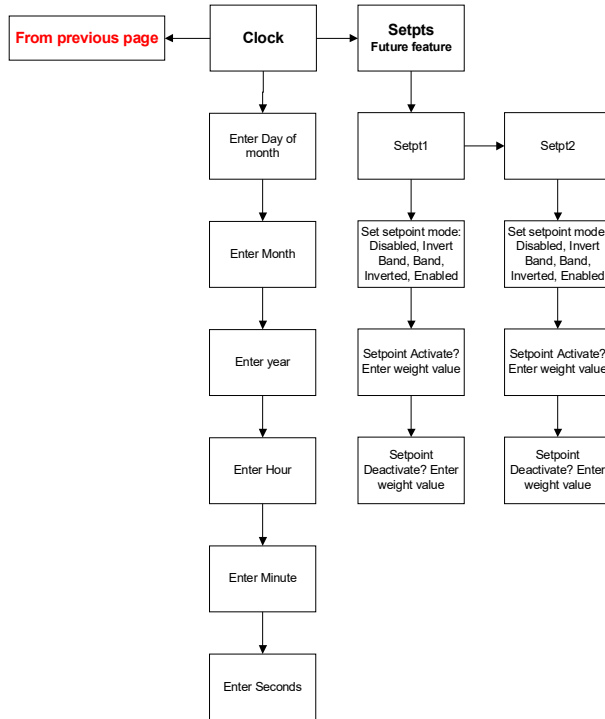 From previous page
Clock
Setpts
Future feature
Enter Day of
month
Setpt1
Setpt2
Enter Month
Set setpoint mode:
Disabled, Invert
Band, Band,
Inverted, Enabled
Set setpoint mode:
Disabled, Invert
Band, Band,
Inverted, Enabled
Enter year
Setpoint Activate?
Enter weight value
Setpoint Activate?
Enter weight value
Enter Hour
Setpoint
Deactivate? Enter
weight value
Setpoint
Deactivate? Enter
weight value
Enter Minute
Enter Seconds